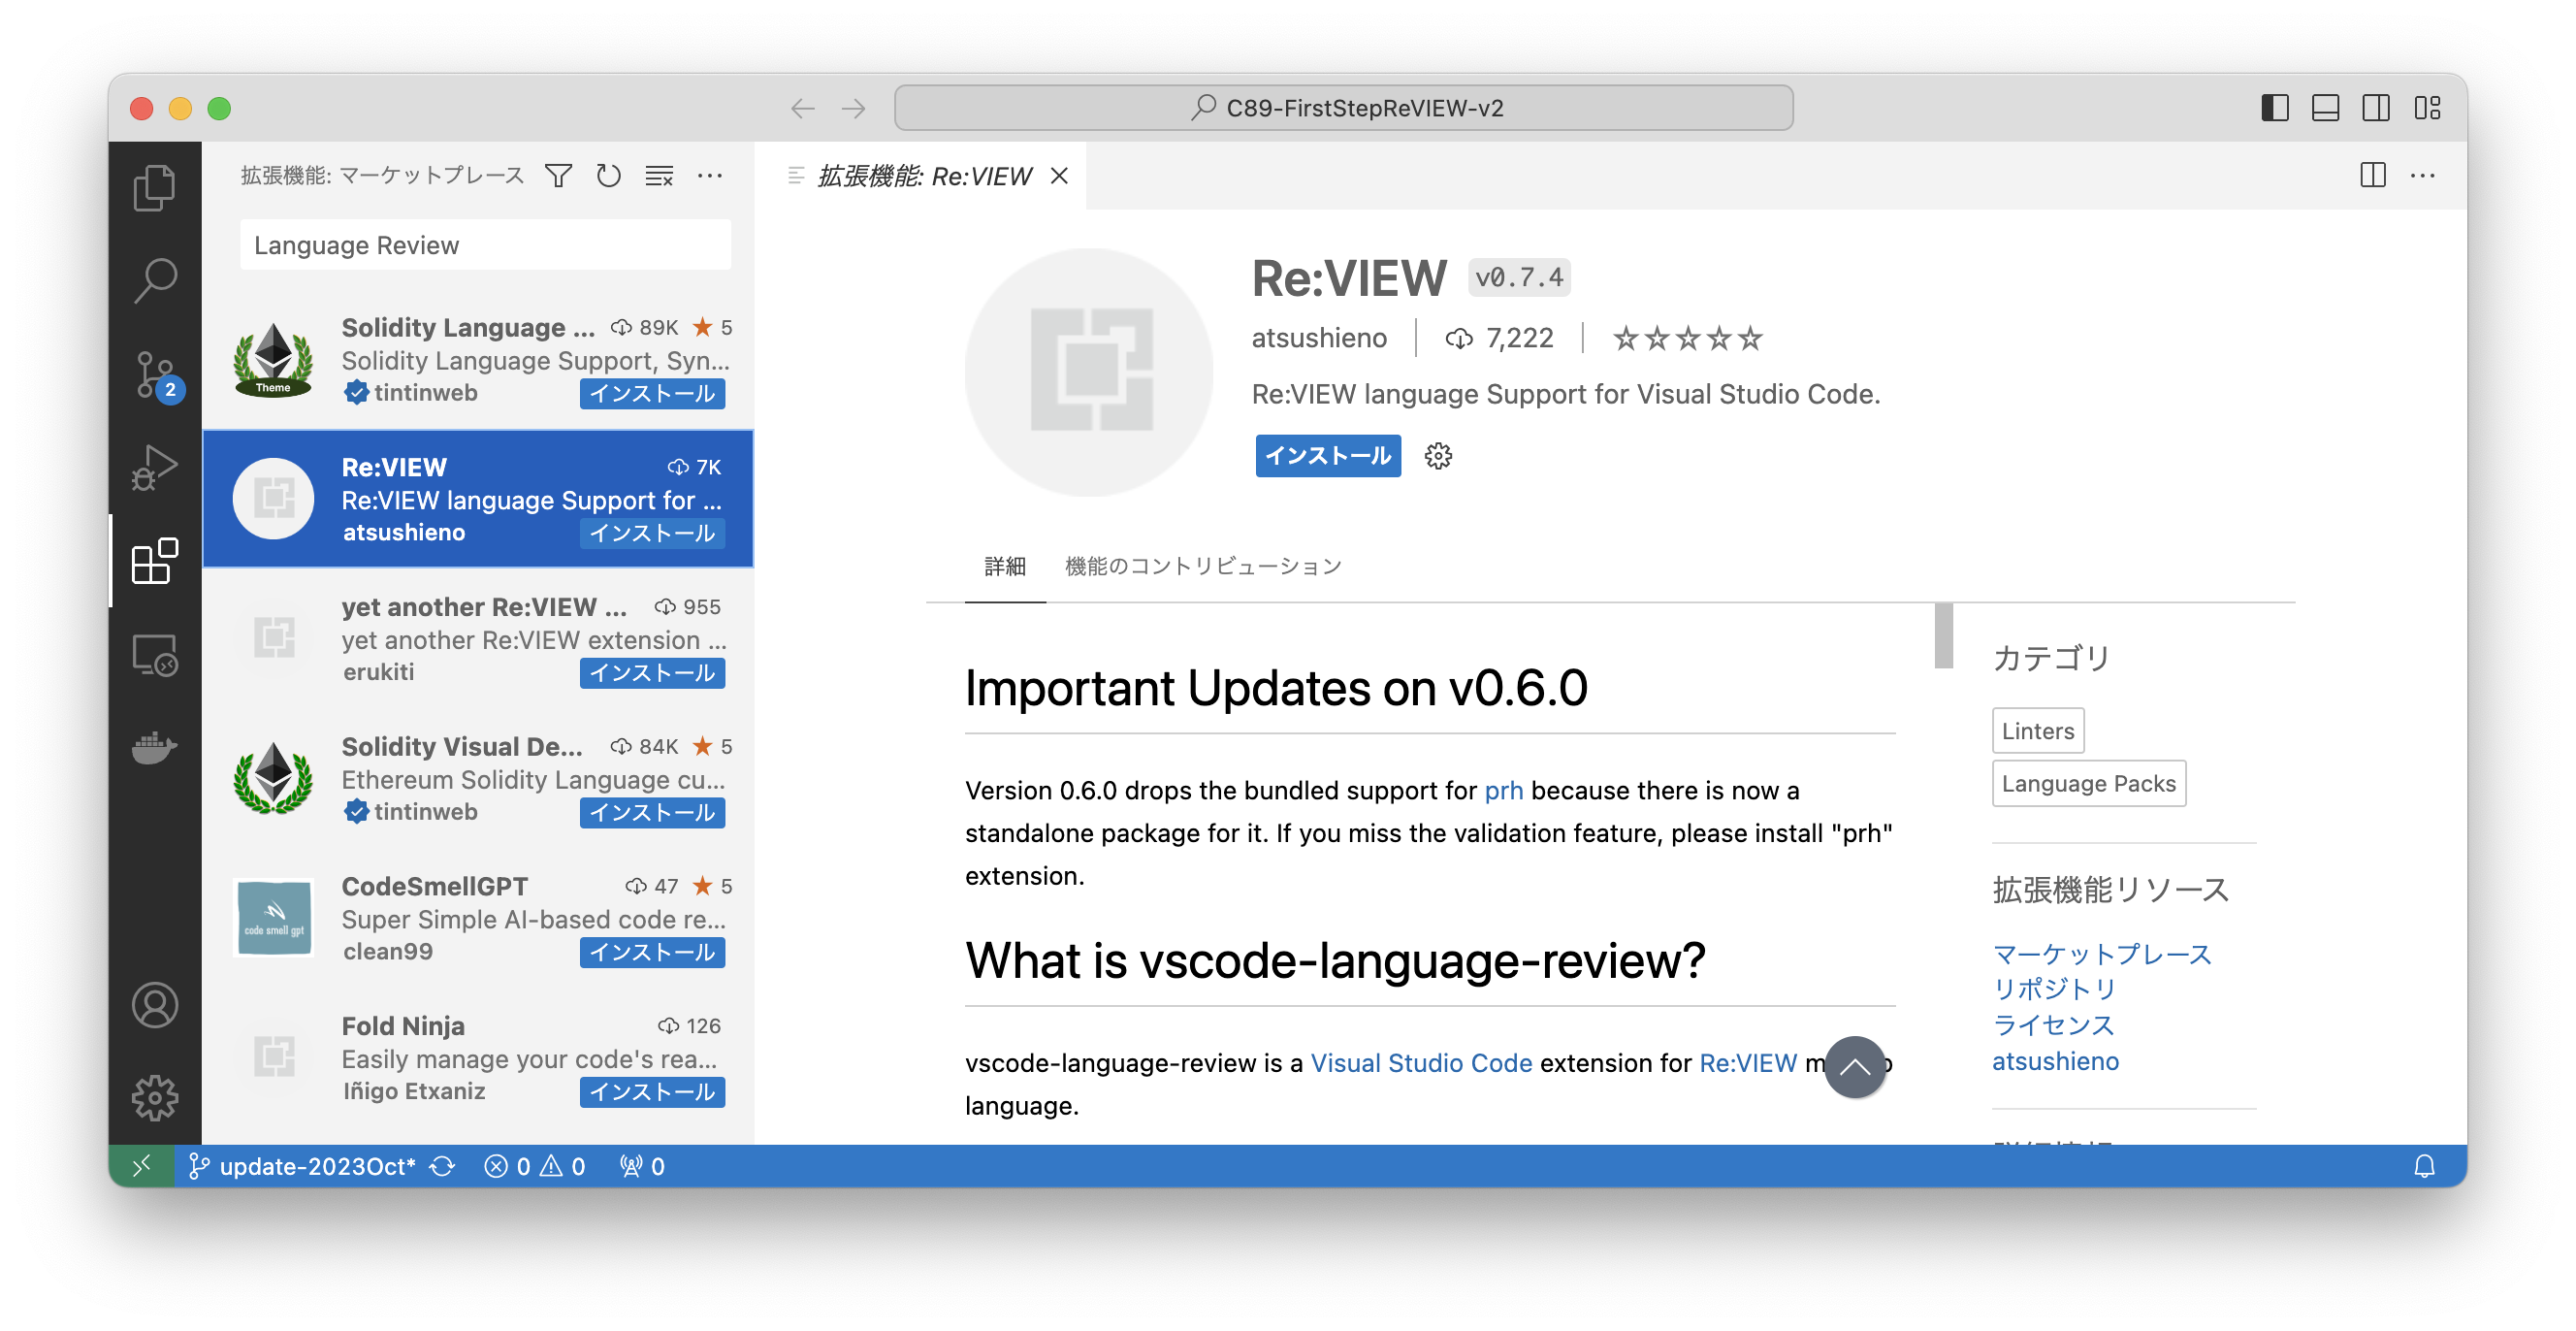 C89-FirstStepReVIEW-v2
拡張機能: マーケットプレース
Language Review
Solidity Language ... 89K 5
Solidity Language Support, Syn...
tintinweb インストール
Theme
Re:VIEW 7K
Re:VIEW language Support for ...
atsushieno インストール
yet another Re:VIEW ... 955
yet another Re:VIEW extension ...
erukiti インストール
Solidity Visual De... 84K 5
Ethereum Solidity Language cu...
tintinweb インストール
CodeSmellGPT 47 5
Super Simple AI-based code re...
clean99 インストール
code smell gpt
Fold Ninja 126
Easily manage your code's rea...
Iñigo Etxaniz インストール
2
拡張機能: Re:VIEW
Re:VIEW v0.7.4
atsushieno 7,222
Re:VIEW language Support for Visual Studio Code.
インストール
詳細 機能のコントリビューション
Important Updates on v0.6.0
Version 0.6.0 drops the bundled support for prh because there is now a
standalone package for it. If you miss the validation feature, please install "prh"
extension.
What is vscode-language-review?
vscode-language-review is a Visual Studio Code extension for Re:VIEW
language.
カテゴリ
Linters
Language Packs
拡張機能リソース
マーケットプレース
リポジトリ
ライセンス
atsushieno
update-2023Oct* 0 0 0